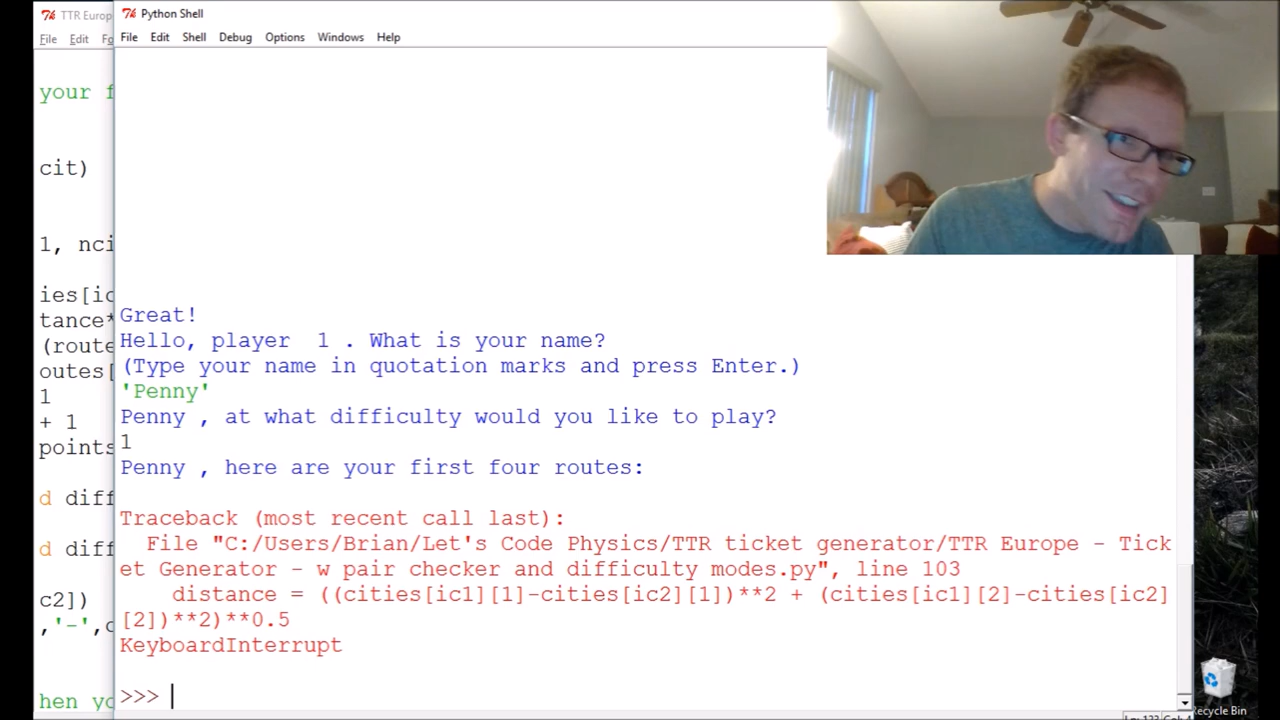 TTR Europ
Python Shell
File Edit
File Edit Shell Debug Options Windows Help
your f
cit)
1, nci
ies[ic
tance*
(route
outes[
1
+ 1
points
d diff
d diff
c2])
,'-',c
hen yo
Great!
Hello, player  1 . What is your name?
(Type your name in quotation marks and press Enter.)
'Penny'
Penny , at what difficulty would you like to play?
1
Penny , here are your first four routes:
Traceback (most recent call last):
File "C:/Users/Brian/Let's Code Physics/TTR ticket generator/TTR Europe - Tick
et Generator - w pair checker and difficulty modes.py", line 103
distance = ((cities[ic1][1]-cities[ic2][1])**2 + (cities[ic1][2]-cities[ic2]
[2])**2)**0.5
KeyboardInterrupt
>>>
Recycle Bin